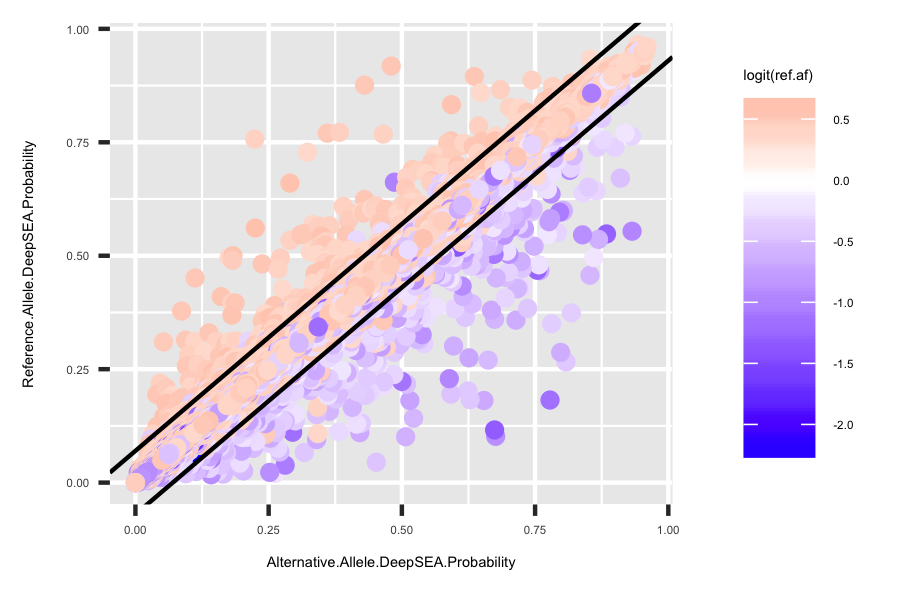 1.00
0.75
0.50
0.25
0.00
Reference.Allele.DeepSEA.Probability
0.00 0.25 0.50 0.75 1.00
Alternative.Allele.DeepSEA.Probability
logit(ref.af)
0.5
0.0
-0.5
-1.0
-1.5
-2.0